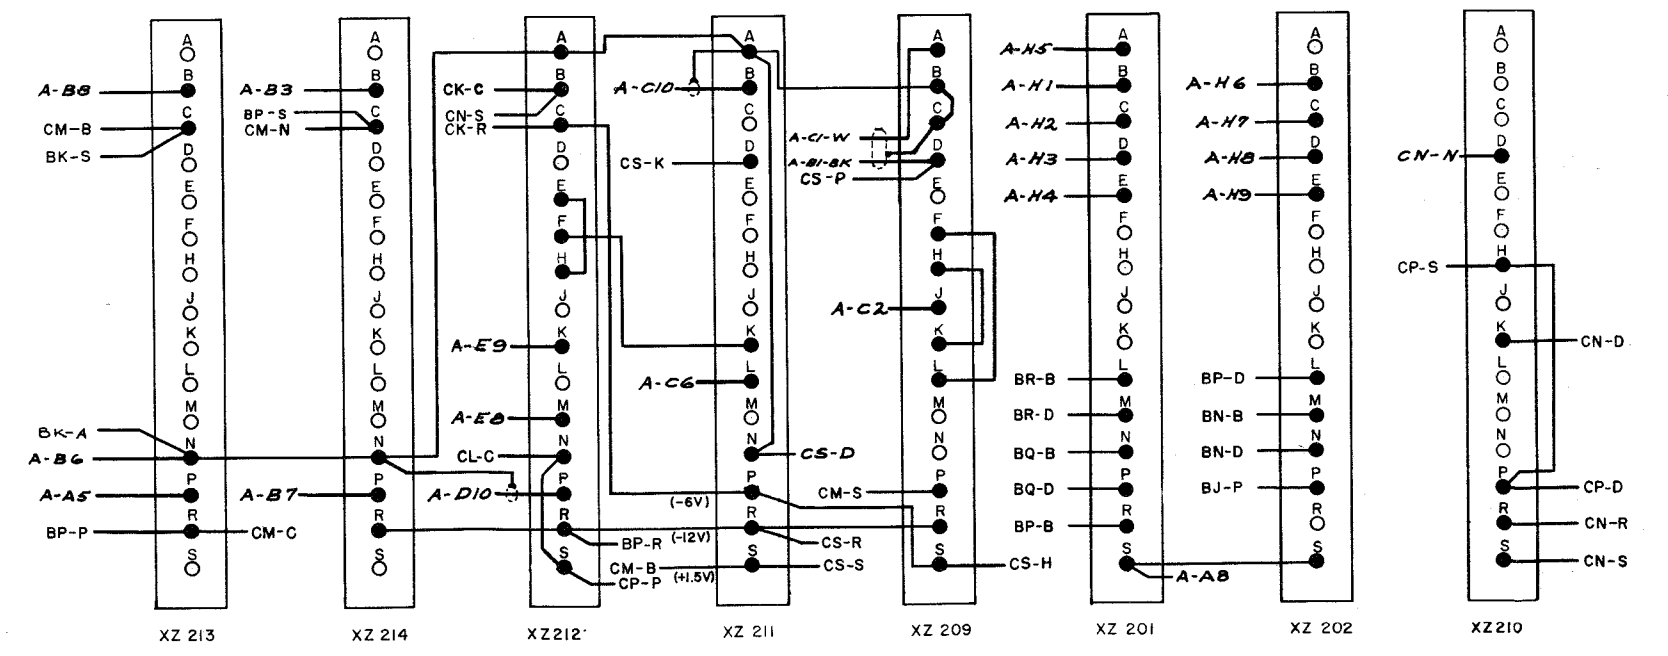 A
A-B8 B
CM-B C
BK-S
D
E
F
H
J
K
L
M
BK-A N
A-B6
A-A5 P
BP-P R CM-C
S
XZ 213
A
A-B3 B
BP-S C
CM-N
D
E
F
H
J
K
L
M
N
A-B7 P
R
S
XZ 214
A
CK-C B
CN-S
CK-R C
D
E
F
H
J
A-E9 K
L
A-E8 M
CL-C N
A-D10 P
R BP-R
S CP-P
XZ212
A
A-C10 B
C
CS-K D
E
F
H
J
K
A-C6 L
M
N CS-D
(-6V) P
(-12V) R CS-R
CM-B (+1.5V) S CS-S
XZ 211
A
B
C
A-C1-W
A-B1-BK D
CS-P
E
F
H
A-C2 J
K
L
M
N
CM-S P
R
S CS-H
XZ 209
A-H5 A
A-H1 B
A-H2 C
A-H3 D
A-H4 E
F
H
J
K
BR-B L
BR-D M
BQ-B N
BQ-D P
BP-B R
S A-A8
XZ 201
A
A-H6 B
A-H7 C
A-H8 D
A-H9 E
F
H
J
K
BP-D L
BN-B M
BN-D N
BJ-P P
R
S
XZ 202
A
B
C
CN-N D
E
F
CP-S H
J
K CN-D
L
M
N
P CP-D
R CN-R
S CN-S
XZ210